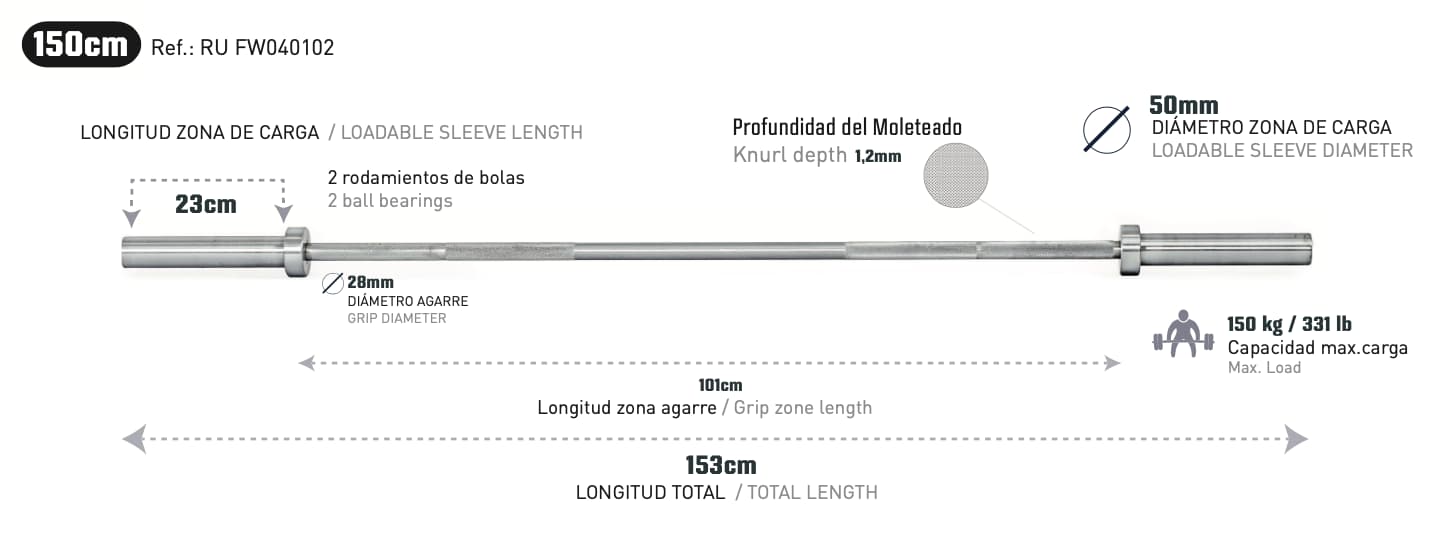 150cm Ref.: RU FW040102
50mm
DIÁMETRO ZONA DE CARGA
LOADABLE SLEEVE DIAMETER
LONGITUD ZONA DE CARGA / LOADABLE SLEEVE LENGTH
Profundidad del Moleteado
Knurl depth 1,2mm
23cm
2 rodamientos de bolas
2 ball bearings
28mm
DIÁMETRO AGARRE
GRIP DIAMETER
150 kg / 331 lb
Capacidad max.carga
Max. Load
101cm
Longitud zona agarre / Grip zone length
153cm
LONGITUD TOTAL / TOTAL LENGTH